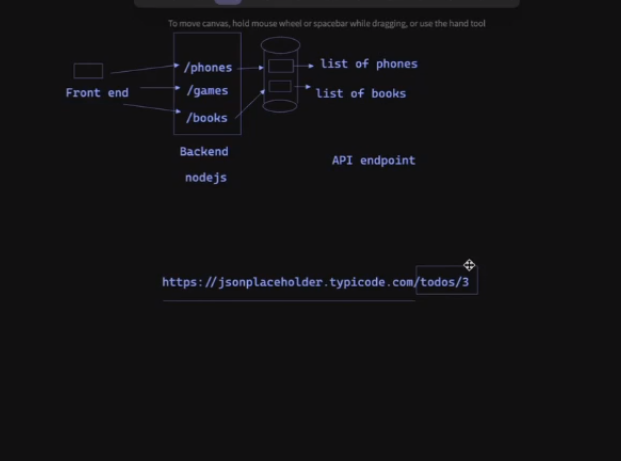 To move canvas, hold mouse wheel or spacebar while dragging, or use the hand tool
/phones
list of phones
Front end
/games
list of books
/books
Backend
API endpoint
nodejs
https://jsonplaceholder.typicode.com/todos/3